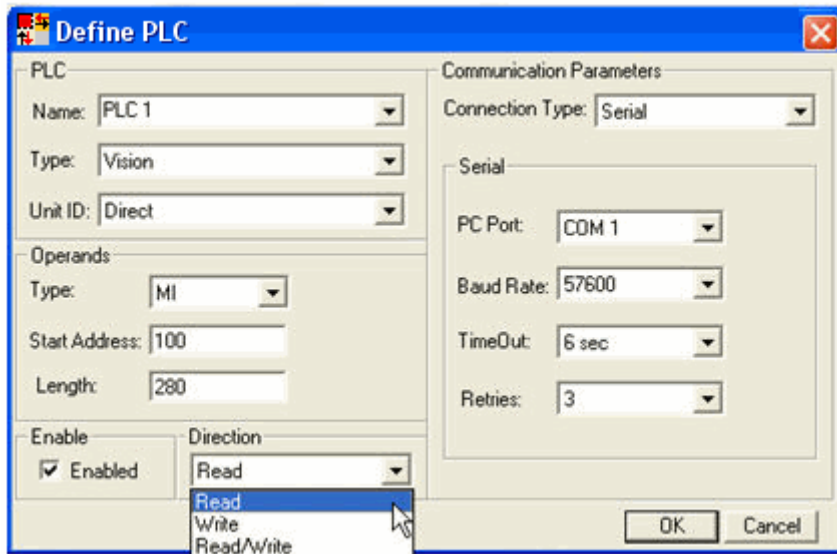 Define PLC
PLC
Name: PLC 1
Type: Vision
Unit ID: Direct
Operands
Type: MI
Start Address: 100
Length: 280
Enable
Enabled
Direction
Read
Read
Write
Read/Write
Communication Parameters
Connection Type: Serial
Serial
PC Port: COM 1
Baud Rate: 57600
TimeOut: 6 sec
Retries: 3
OK
Cancel